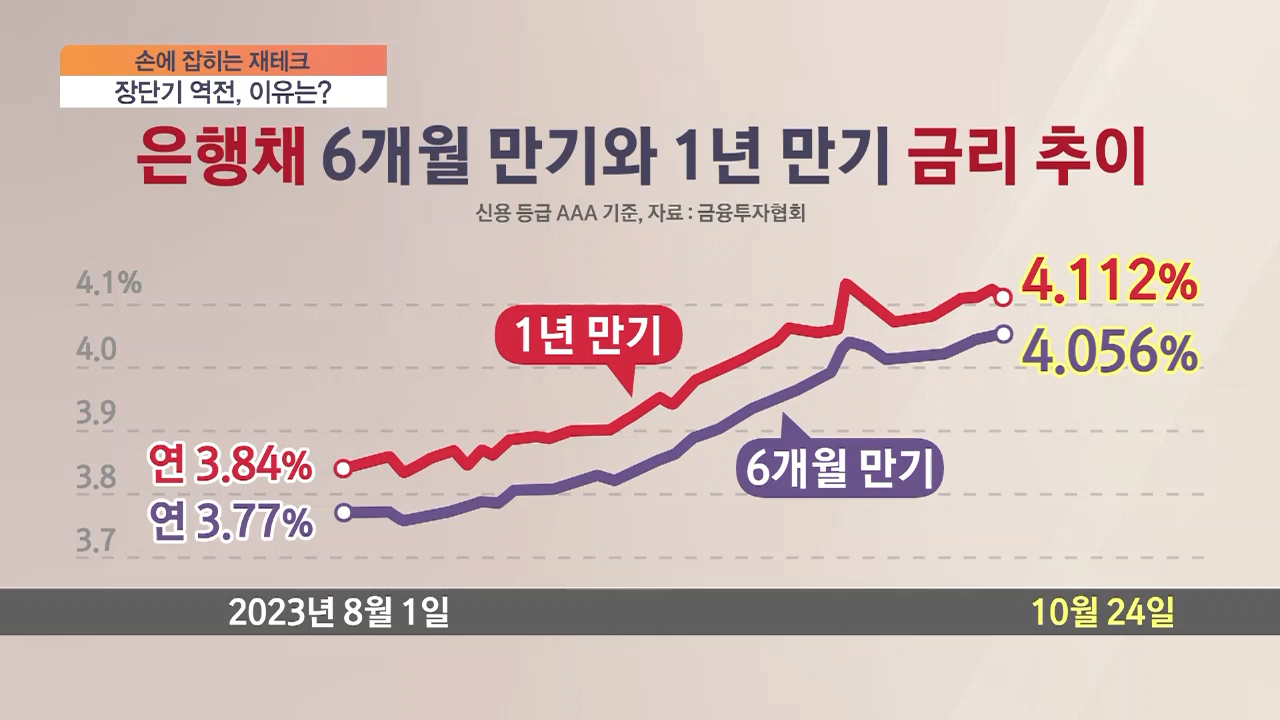 손에 잡히는 재테크
장단기 역전, 이유는?
은행채 6개월 만기와 1년 만기 금리 추이
신용 등급 AAA 기준, 자료 : 금융투자협회
4.1%
4.112%
1년 만기
4.0
4.056%
3.9
연 3.84%
3.8
6개월 만기
연 3.77%
3.7
2023년 8월 1일
10월 24일